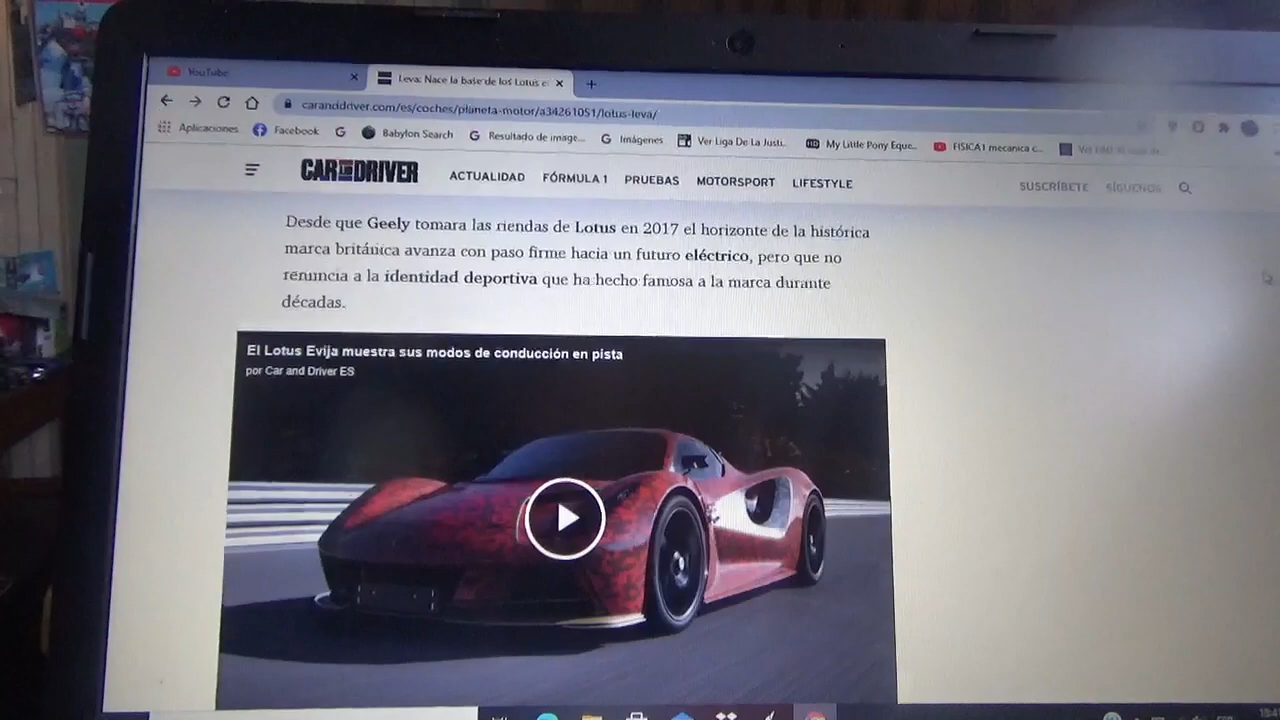 YouTube
Leva: Nace la base de los Lotus e
caranddriver.com/es/coches/planeta-motor/a34261051/lotus-leva/
Aplicaciones Facebook Babylon Search Resultado de image... Imágenes Ver Liga De La Justi... My Little Pony Eque... FISICA1 mecanica c...
CAR AND DRIVER ACTUALIDAD FÓRMULA 1 PRUEBAS MOTORSPORT LIFESTYLE SUSCRÍBETE SÍGUENOS
Desde que Geely tomara las riendas de Lotus en 2017 el horizonte de la histórica
marca británica avanza con paso firme hacia un futuro eléctrico, pero que no
renuncia a la identidad deportiva que ha hecho famosa a la marca durante
décadas.
El Lotus Evija muestra sus modos de conducción en pista
por Car and Driver ES